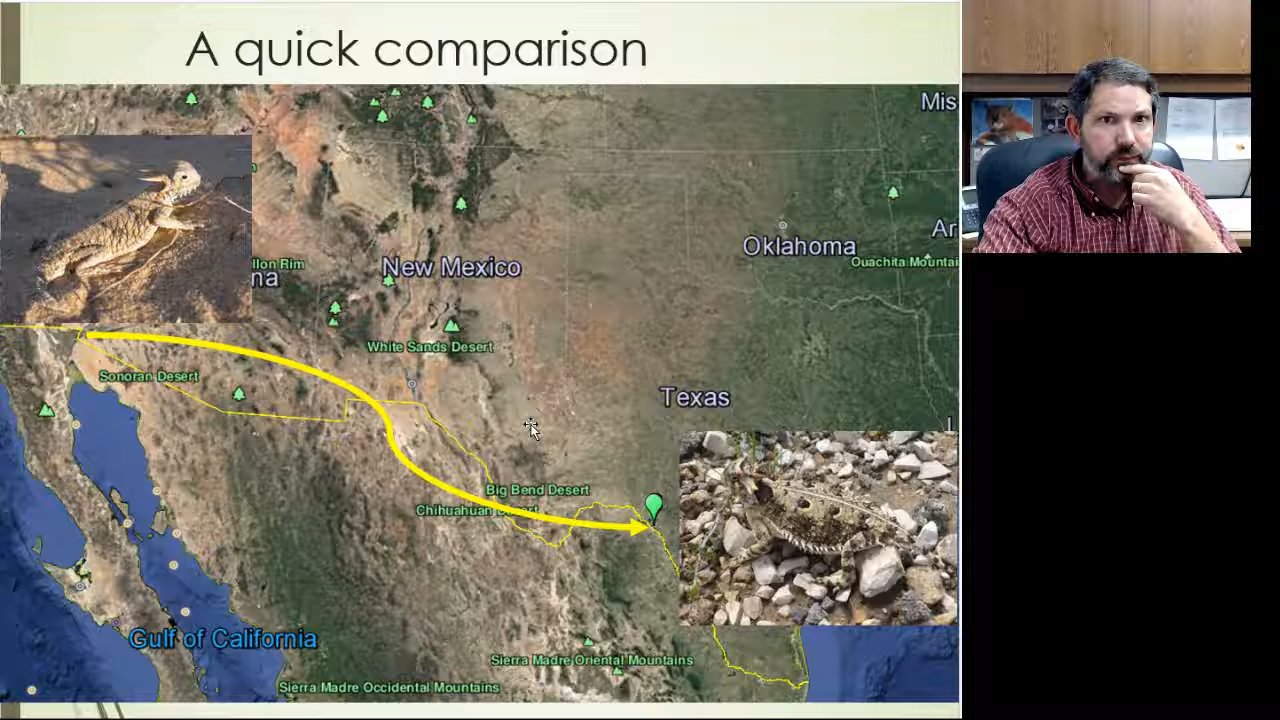 A quick comparison
Mis
Oklahoma
Ar
Ouachita Mountai
llon Rim
na
New Mexico
White Sands Desert
Sonoran Desert
Texas
L
Big Bend Desert
Chihuahuan Desert
Gulf of California
Sierra Madre Oriental Mountains
Sierra Madre Occidental Mountains